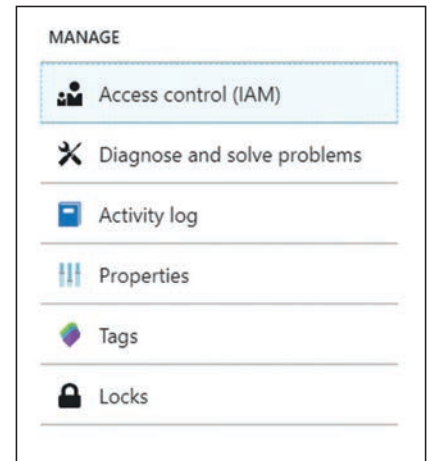 MANAGE
Access control (IAM)
Diagnose and solve problems
Activity log
Properties
Tags
Locks